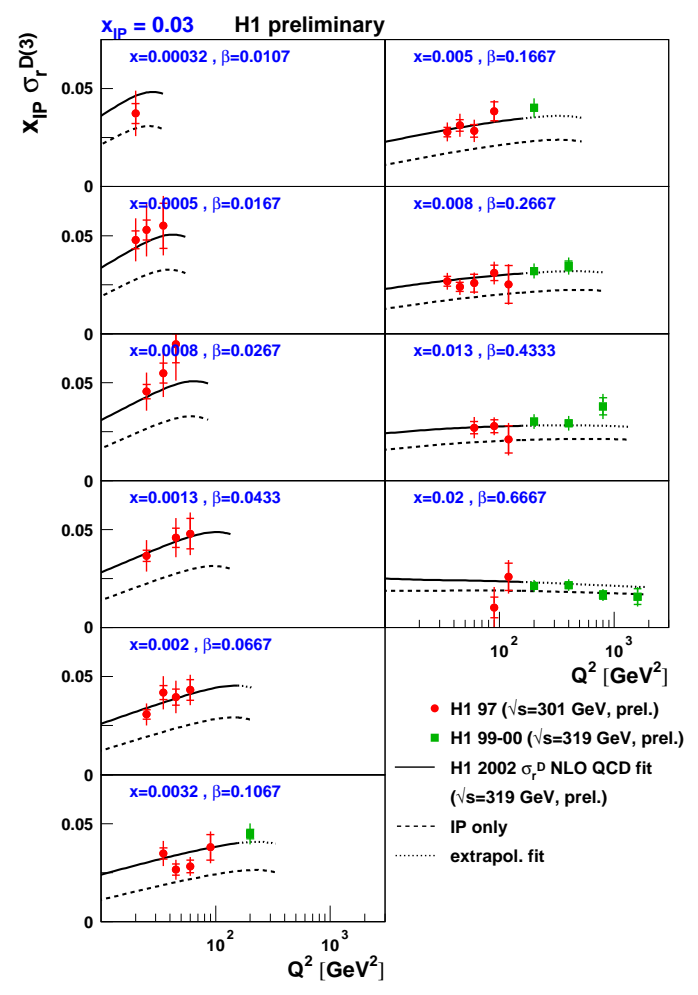 x_IP = 0.03 H1 preliminary
x_IP σ_r^D(3)
x=0.00032 , β=0.0107
0.05
0
x=0.0005 , β=0.0167
0.05
0
x=0.0008 , β=0.0267
0.05
0
x=0.0013 , β=0.0433
0.05
0
x=0.002 , β=0.0667
0.05
0
x=0.0032 , β=0.1067
0.05
0
10^2 10^3
Q^2 [GeV^2]
x=0.005 , β=0.1667
x=0.008 , β=0.2667
x=0.013 , β=0.4333
x=0.02 , β=0.6667
10^2 10^3
Q^2 [GeV^2]
H1 97 (√s=301 GeV, prel.)
H1 99-00 (√s=319 GeV, prel.)
H1 2002 σ_r^D NLO QCD fit
(√s=319 GeV, prel.)
IP only
extrapol. fit